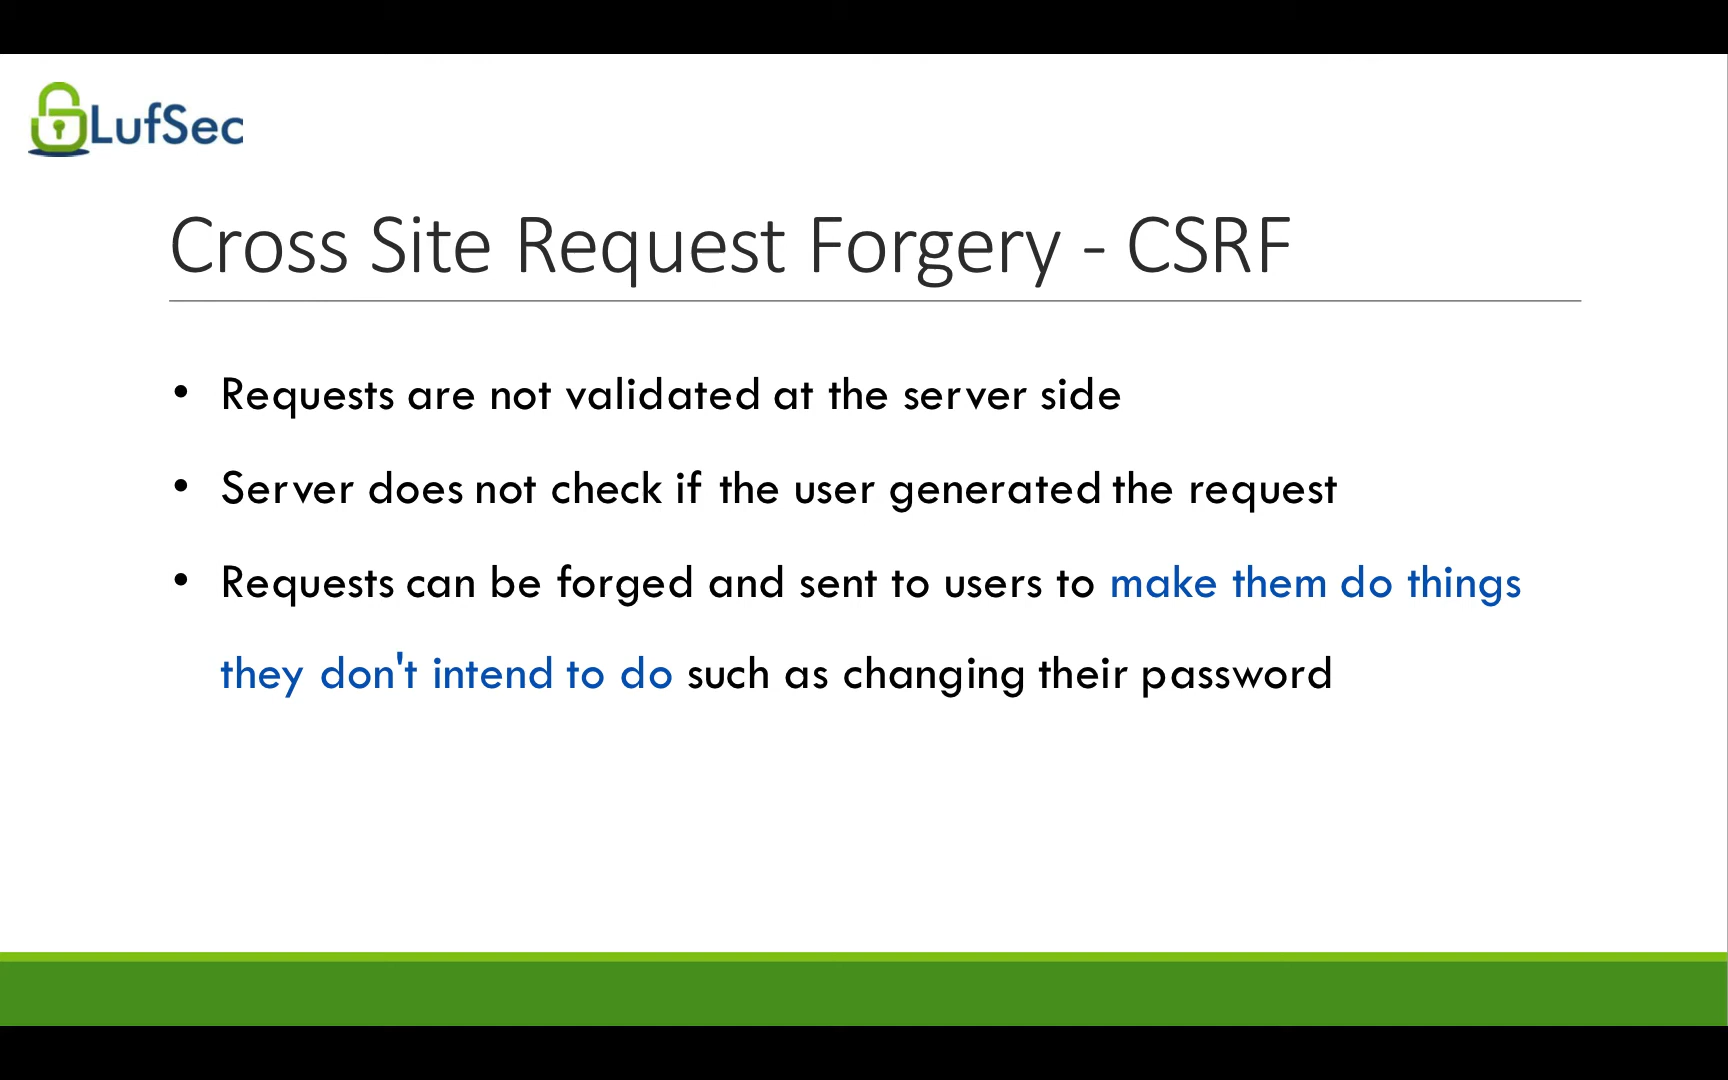 LufSec
Cross Site Request Forgery - CSRF
• Requests are not validated at the server side
• Server does not check if the user generated the request
• Requests can be forged and sent to users to make them do things
they don't intend to do such as changing their password